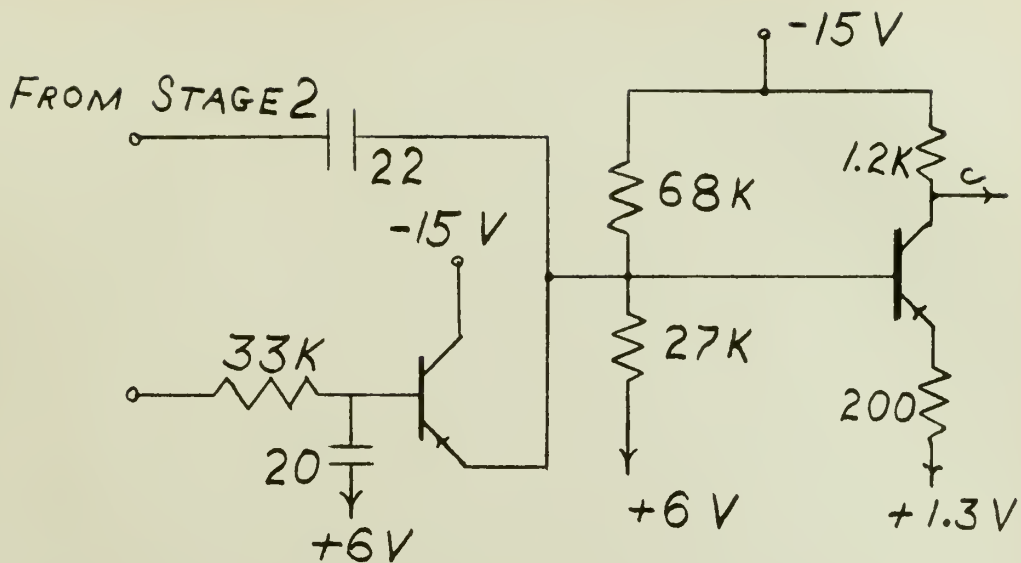 -15 V
FROM STAGE 2
22
68K
1.2K
C
-15 V
33K
27K
200
20
+6V
+6 V
+1.3 V